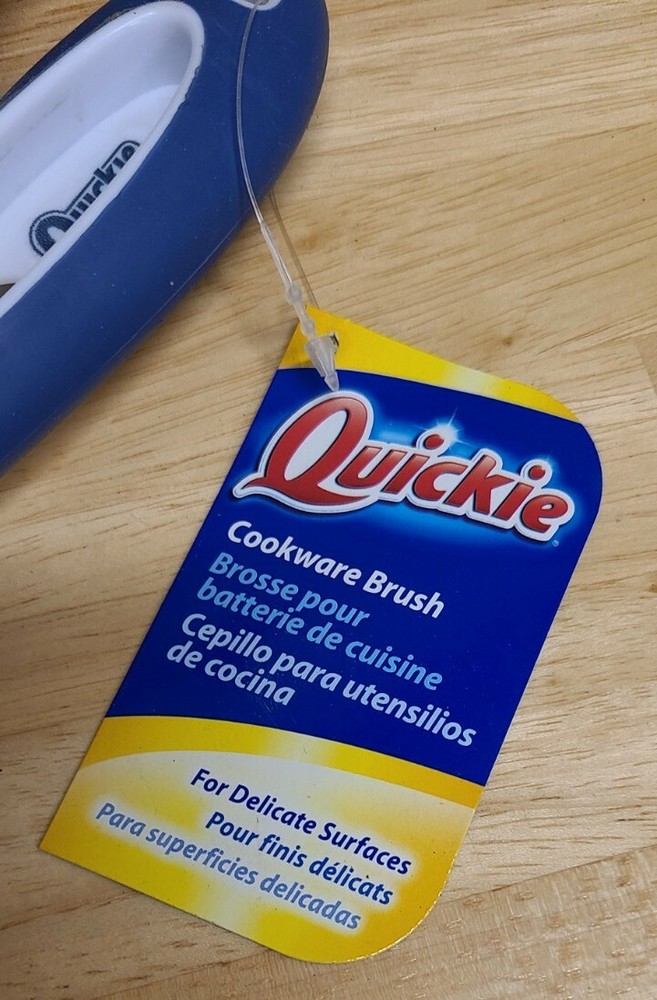 Quickie
Quickie
Cookware Brush
Brosse pour
batterie de cuisine
Cepillo para utensilios
de cocina
For Delicate Surfaces
Pour finis délicats
Para superficies delicadas